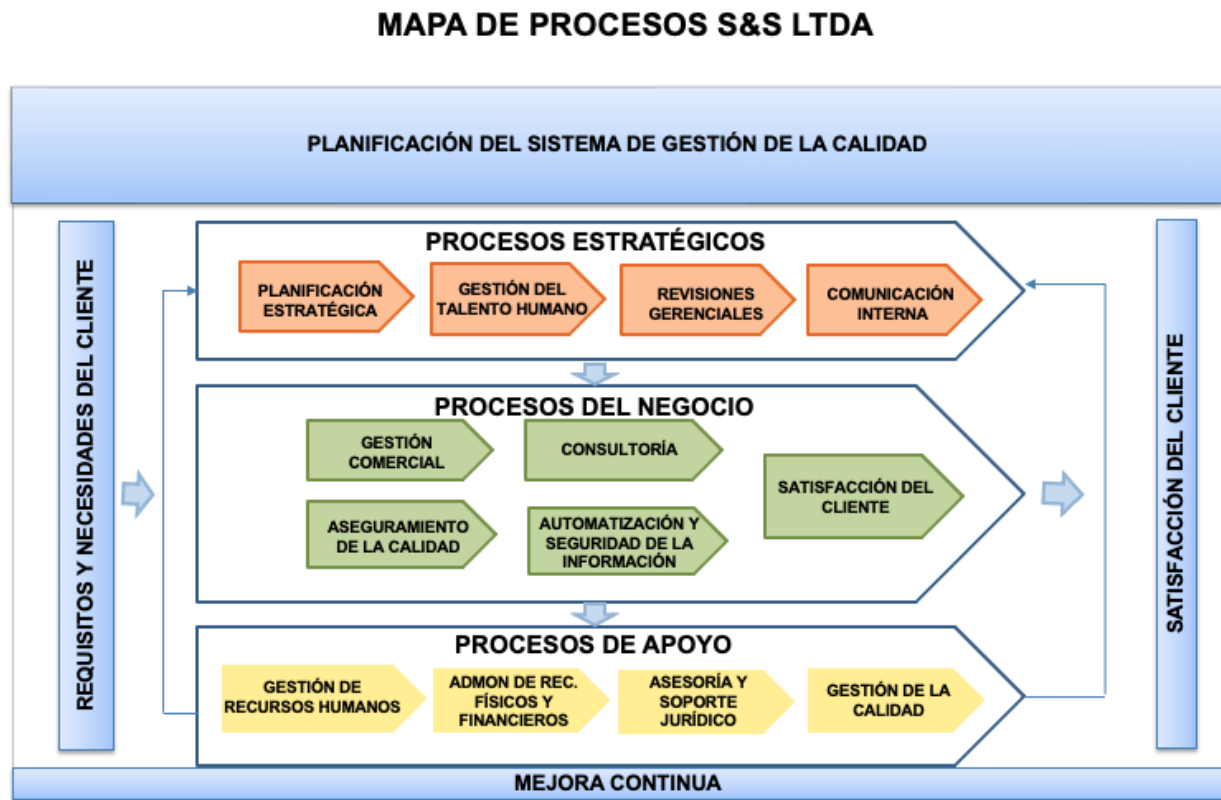 MAPA DE PROCESOS S&S LTDA
PLANIFICACIÓN DEL SISTEMA DE GESTIÓN DE LA CALIDAD
REQUISITOS Y NECESIDADES DEL CLIENTE
PROCESOS ESTRATÉGICOS
PLANIFICACIÓN
ESTRATÉGICA
GESTIÓN DEL
TALENTO HUMANO
REVISIONES
GERENCIALES
COMUNICACIÓN
INTERNA
PROCESOS DEL NEGOCIO
GESTIÓN
COMERCIAL
CONSULTORÍA
ASEGURAMIENTO
DE LA CALIDAD
AUTOMATIZACIÓN Y
SEGURIDAD DE LA
INFORMACIÓN
SATISFACCIÓN DEL
CLIENTE
PROCESOS DE APOYO
GESTIÓN DE
RECURSOS HUMANOS
ADMON DE REC.
FÍSICOS Y
FINANCIEROS
ASESORÍA Y
SOPORTE
JURÍDICO
GESTIÓN DE LA
CALIDAD
SATISFACCIÓN DEL CLIENTE
MEJORA CONTINUA